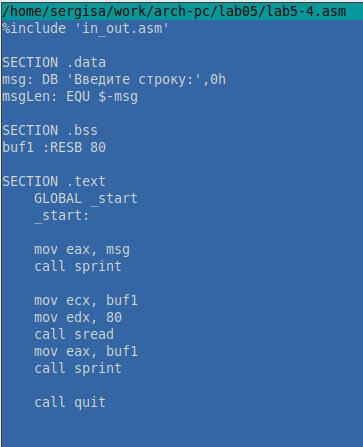 /home/sergisa/work/arch-pc/lab05/lab5-4.asm
%include 'in_out.asm'
SECTION .data
msg: DB 'Введите строку:',0h
msgLen: EQU $-msg
SECTION .bss
buf1 :RESB 80
SECTION .text
GLOBAL _start
_start:
mov eax, msg
call sprint
mov ecx, buf1
mov edx, 80
call sread
mov eax, buf1
call sprint
call quit